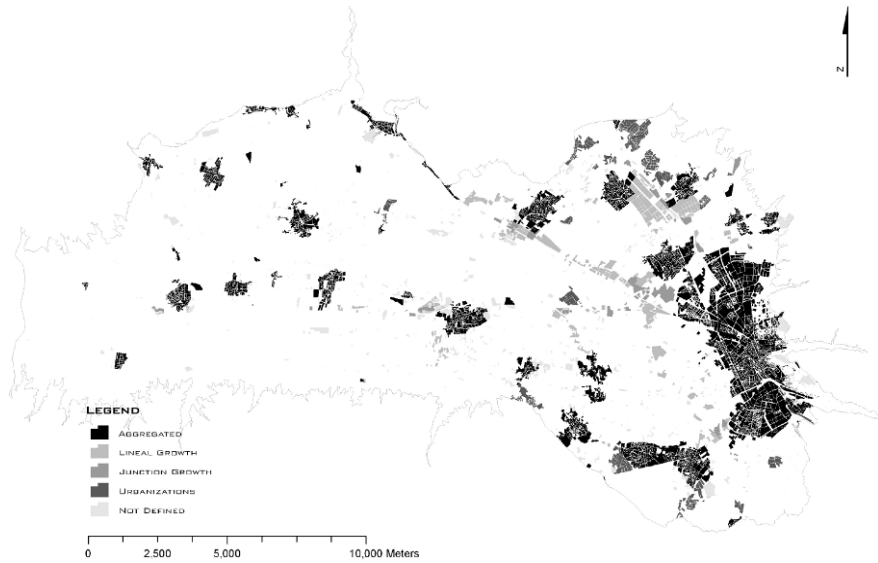 N
LEGEND
AGGREGATED
LINEAL GROWTH
JUNCTION GROWTH
URBANIZATIONS
NOT DEFINED
0 2.500 5,000 10,000 Meters